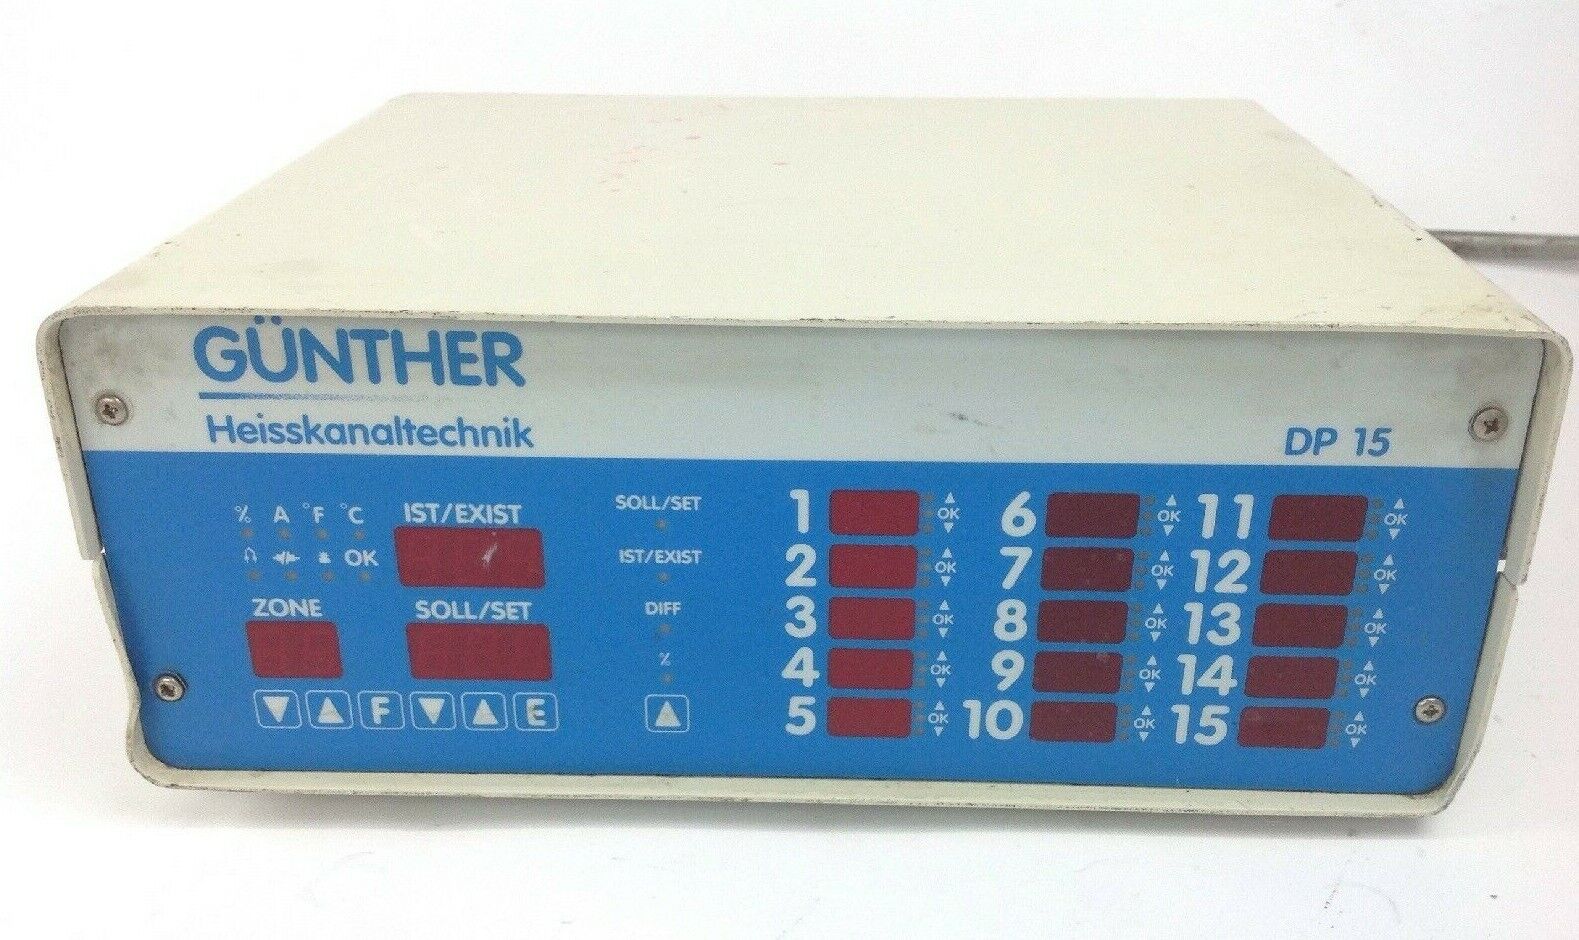 GÜNTHER
Heisskanaltechnik
DP 15
% A °F °C
OK
IST/EXIST
ZONE
SOLL/SET
▼ ▲ F ▼ ▲ E
SOLL/SET
IST/EXIST
DIFF
%
▲
1 ▲ OK ▼
2 ▲ OK ▼
3 ▲ OK ▼
4 ▲ OK ▼
5 ▲ OK ▼
6 ▲ OK ▼
7 ▲ OK ▼
8 ▲ OK ▼
9 ▲ OK ▼
10 ▲ OK ▼
11 ▲ OK ▼
12 ▲ OK ▼
13 ▲ OK ▼
14 ▲ OK ▼
15 ▲ OK ▼